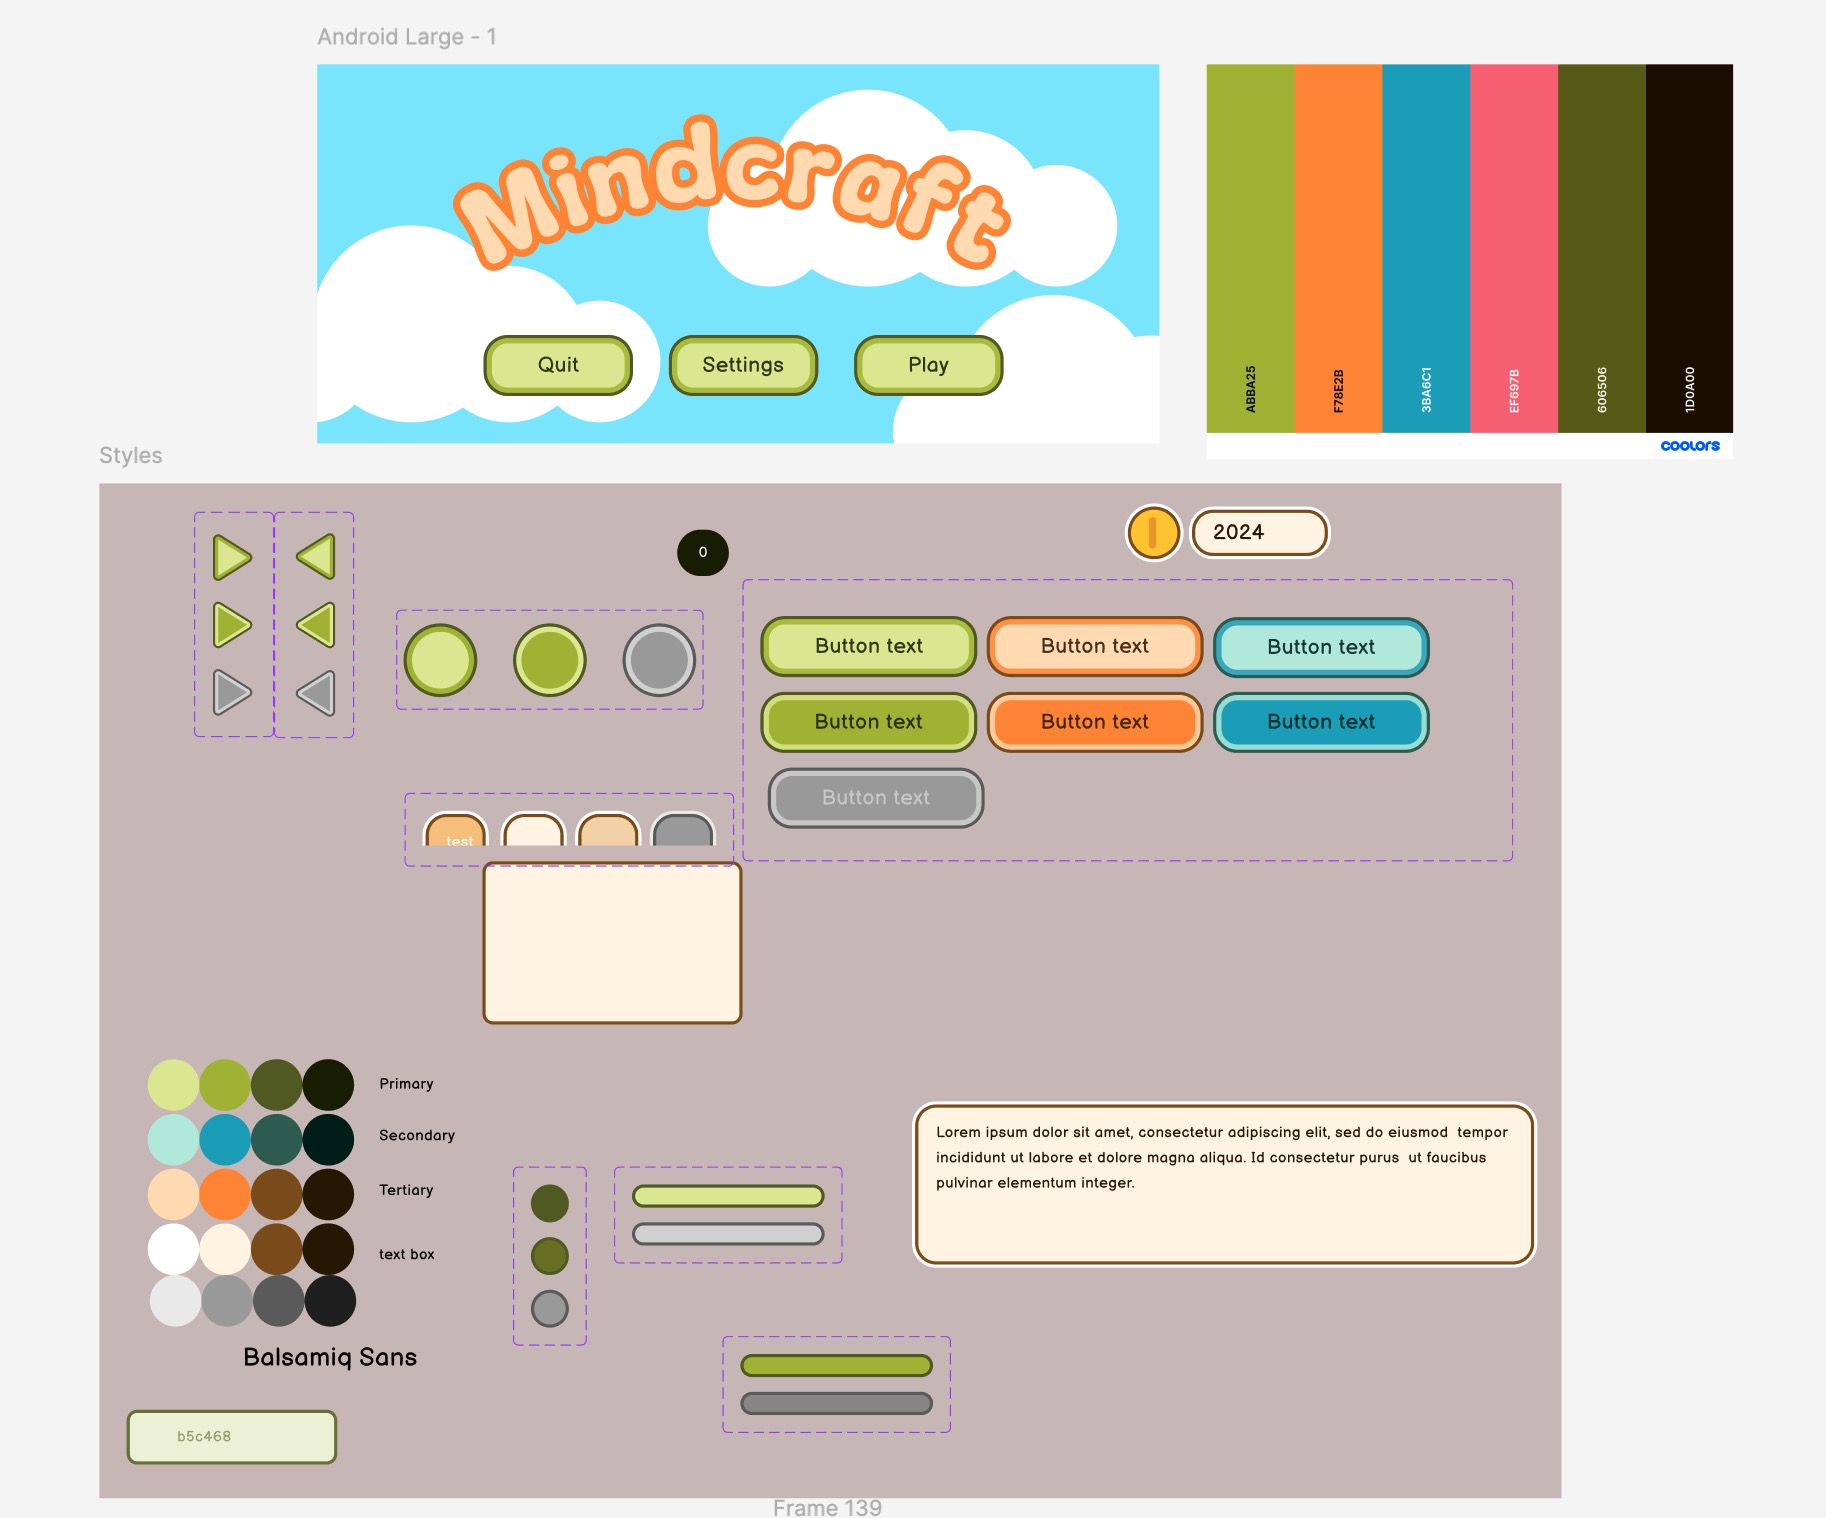 Android Large - 1
Mindcraft
Quit
Settings
Play
ABBA25
F78E2B
3BA6C1
EF697B
606506
1D0A00
coolors
Styles
0
2024
Button text
Button text
Button text
Button text
Button text
Button text
Button text
test
Primary
Secondary
Tertiary
text box
Lorem ipsum dolor sit amet, consectetur adipiscing elit, sed do eiusmod  tempor
incididunt ut labore et dolore magna aliqua. Id consectetur purus  ut faucibus
pulvinar elementum integer.
Balsamiq Sans
b5c468
Frame 139